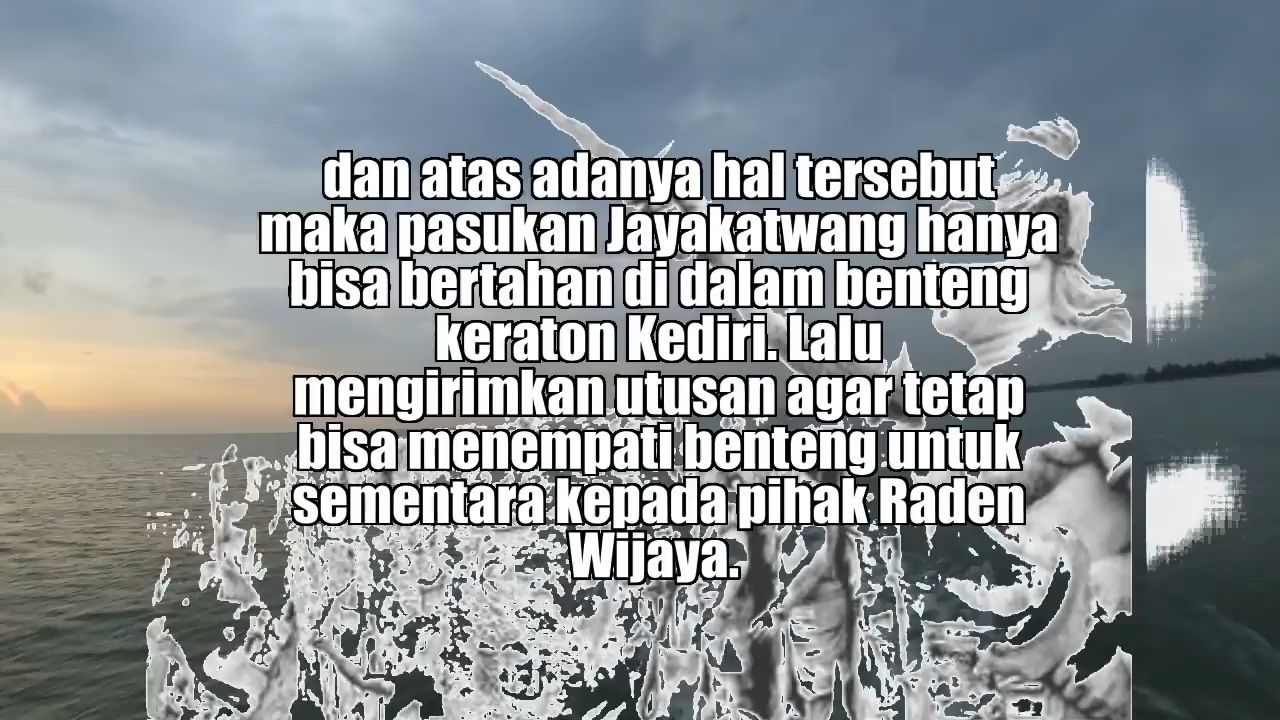 dan atas adanya hal tersebut
maka pasukan Jayakatwang hanya
bisa bertahan di dalam benteng
keraton Kediri. Lalu
mengirimkan utusan agar tetap
bisa menempati benteng untuk
sementara kepada pihak Raden
Wijaya.